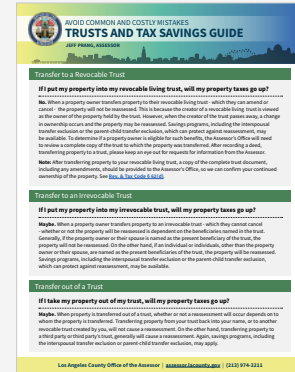 AVOID COMMON AND COSTLY MISTAKES
TRUSTS AND TAX SAVINGS GUIDE
JEFF PRANG, ASSESSOR
Transfer to a Revocable Trust
If I put my property into my revocable living trust, will my property taxes go up?
No. When a property owner transfers property to their revocable living trust - which they can amend or
cancel - the property will not be reassessed. This is because the creator of a revocable living trust is viewed
as the owner of the property held by the trust. However, when the creator of the trust passes away, a change
in ownership occurs and the property may be reassessed. Savings programs, including the interspousal
transfer exclusion or the parent-child transfer exclusion, which can protect against reassessment, may
be available. To determine if a property owner is eligible for such benefits, the Assessor's Office will need
to review a complete copy of the trust to which the property was transferred. After recording a deed,
transferring property to a trust, please keep an eye out for requests for information from the Assessor.
Note: After transferring to your revocable living trust, a copy of the complete trust document,
including any amendments, should be provided to the Assessor's Office, so we can confirm your continued
ownership of the property. See Rev. & Tax Code § 62(d).
Transfer to an Irrevocable Trust
If I put my property into my irrevocable trust, will my property taxes go up?
Maybe. When a property owner transfers property to an irrevocable trust - which they cannot cancel
- whether or not the property will be reassessed is dependent on the beneficiaries named in the trust.
Generally, if the property owner or their spouse is named as the present beneficiary of the trust, the
property will not be reassessed. On the other hand, if an individual or individuals, other than the property
owner or their spouse, are named as the present beneficiaries of the trust, the property will be reassessed.
Savings programs, including the interspousal transfer exclusion or the parent-child transfer exclusion,
which can protect against reassessment, may be available.
Transfer out of a Trust
If I take my property out of my trust, will my property taxes go up?
Maybe. When property is transferred out of a trust, whether or not a reassessment will occur depends on to
whom the property is transferred. Transferring property from your trust back into your name, or to another
revocable trust created by you, will not cause a reassessment. On the other hand, transferring property to
a third party or third party's trust, generally will cause a reassessment. Again, savings programs, including
the interspousal transfer exclusion or parent-child transfer exclusion, may apply.
Los Angeles County Office of the Assessor | assessor.lacounty.gov | (213) 974-3211